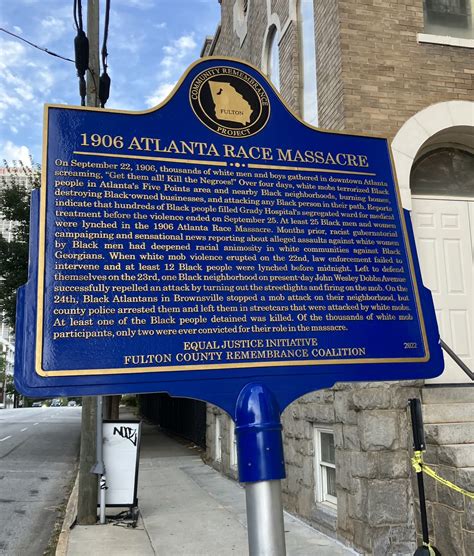 COMMUNITY REMEMBRANCE
FULTON
PROJECT
1906 ATLANTA RACE MASSACRE
On September 22, 1906, thousands of white men and boys gathered in downtown Atlanta
screaming, "Get them all! Kill the Negroes!" Over four days, white mobs terrorized Black
people in Atlanta's Five Points area and nearby Black neighborhoods, burning homes,
destroying Black-owned businesses, and attacking any Black person in their path. Reports
indicate that hundreds of Black people filled Grady Hospital's segregated ward for medical
treatment before the violence ended on September 25. At least 25 Black men and women
were lynched in the 1906 Atlanta Race Massacre. Months prior, racist gubernatorial
campaigning and sensational news reporting about alleged assaults against white women
by Black men had deepened racial animosity in white communities against Black
Georgians. When white mob violence erupted on the 22nd, law enforcement failed to
intervene and at least 12 Black people were lynched before midnight. Left to defend
themselves on the 23rd, one Black neighborhood on present-day John Wesley Dobbs Avenue
successfully repelled an attack by turning out the streetlights and firing on the mob. On the
24th, Black Atlantans in Brownsville stopped a mob attack on their neighborhood, but
county police arrested them and left them in streetcars that were attacked by white mobs.
At least one of the Black people detained was killed. Of the thousands of white mob
participants, only two were ever convicted for their role in the massacre.
EQUAL JUSTICE INITIATIVE
FULTON COUNTY REMEMBRANCE COALITION
2022